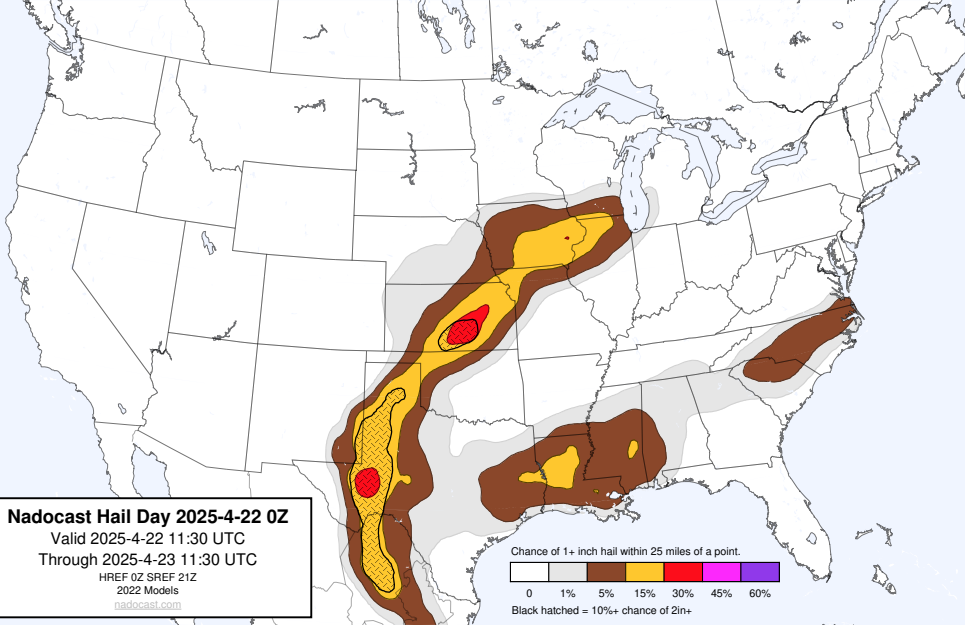 Nadocast Hail Day 2025-4-22 0Z
Valid 2025-4-22 11:30 UTC
Through 2025-4-23 11:30 UTC
HREF 0Z SREF 21Z
2022 Models
nadocast.com
Chance of 1+ inch hail within 25 miles of a point.
0 1% 5% 15% 30% 45% 60%
Black hatched = 10%+ chance of 2in+